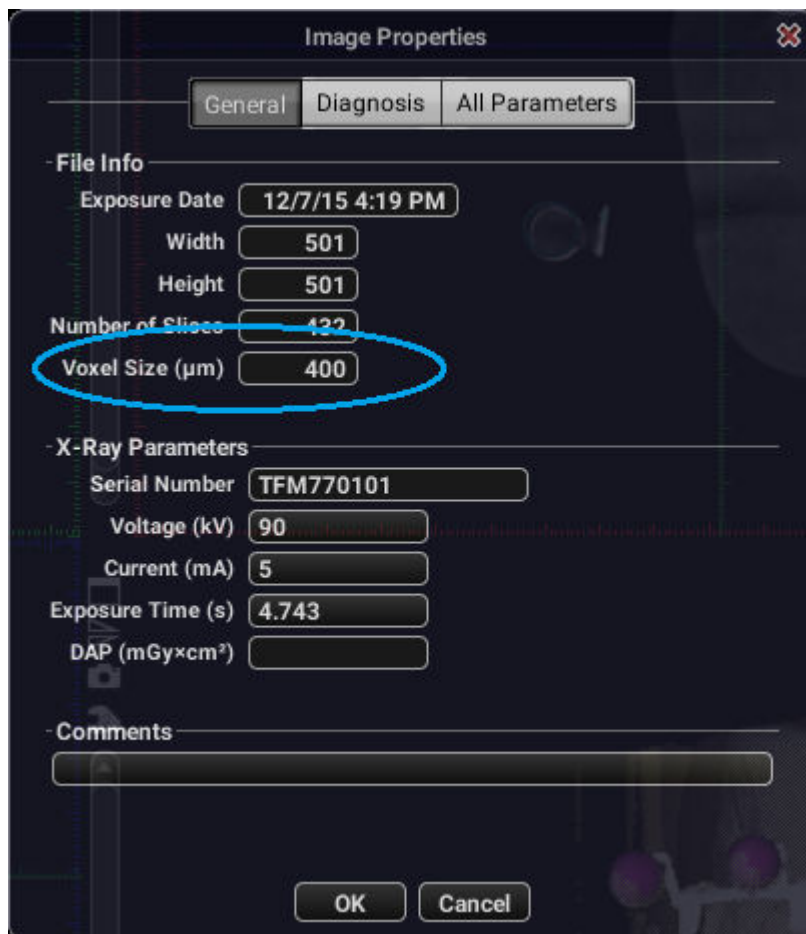 Image Properties
General Diagnosis All Parameters
File Info
Exposure Date 12/7/15 4:19 PM
Width 501
Height 501
Number of Slices 432
Voxel Size (µm) 400
X-Ray Parameters
Serial Number TFM770101
Voltage (kV) 90
Current (mA) 5
Exposure Time (s) 4.743
DAP (mGy×cm²)
Comments
OK Cancel